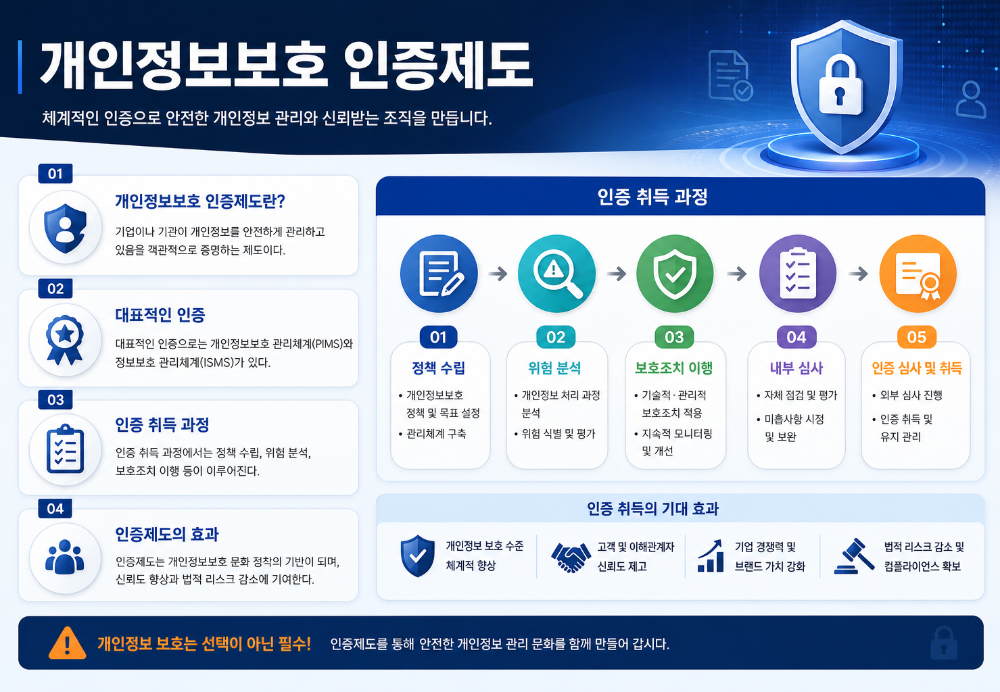 개인정보보호 인증제도
체계적인 인증으로 안전한 개인정보 관리와 신뢰받는 조직을 만듭니다.
01
개인정보보호 인증제도란?
기업이나 기관이 개인정보를 안전하게 관리하고
있음을 객관적으로 증명하는 제도이다.
02
대표적인 인증
대표적인 인증으로는 개인정보보호 관리체계(PIMS)와
정보보호 관리체계(ISMS)가 있다.
03
인증 취득 과정
인증 취득 과정에서는 정책 수립, 위험 분석,
보호조치 이행 등이 이루어진다.
04
인증제도의 효과
인증제도는 개인정보보호 문화 정착의 기반이 되며,
신뢰도 향상과 법적 리스크 감소에 기여한다.
인증 취득 과정
01
정책 수립
• 개인정보보호
정책 및 목표 설정
• 관리체계 구축
02
위험 분석
• 개인정보 처리 과정
분석
• 위험 식별 및 평가
03
보호조치 이행
• 기술적 · 관리적
보호조치 적용
• 지속적 모니터링
및 개선
04
내부 심사
• 자체 점검 및 평가
• 미흡사항 시정
및 보완
05
인증 심사 및 취득
• 외부 심사 진행
• 인증 취득 및
유지 관리
인증 취득의 기대 효과
개인정보 보호 수준
체계적 향상
고객 및 이해관계자
신뢰도 제고
기업 경쟁력 및
브랜드 가치 강화
법적 리스크 감소 및
컴플라이언스 확보
개인정보 보호는 선택이 아닌 필수! 인증제도를 통해 안전한 개인정보 관리 문화를 함께 만들어 갑시다.